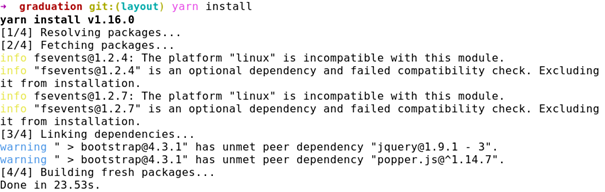 ➜  graduation git:(layout) yarn install
yarn install v1.16.0
[1/4] Resolving packages...
[2/4] Fetching packages...
info fsevents@1.2.4: The platform "linux" is incompatible with this module.
info "fsevents@1.2.4" is an optional dependency and failed compatibility check. Excluding
it from installation.
info fsevents@1.2.7: The platform "linux" is incompatible with this module.
info "fsevents@1.2.7" is an optional dependency and failed compatibility check. Excluding
it from installation.
[3/4] Linking dependencies...
warning " > bootstrap@4.3.1" has unmet peer dependency "jquery@1.9.1 - 3".
warning " > bootstrap@4.3.1" has unmet peer dependency "popper.js@^1.14.7".
[4/4] Building fresh packages...
Done in 23.53s.